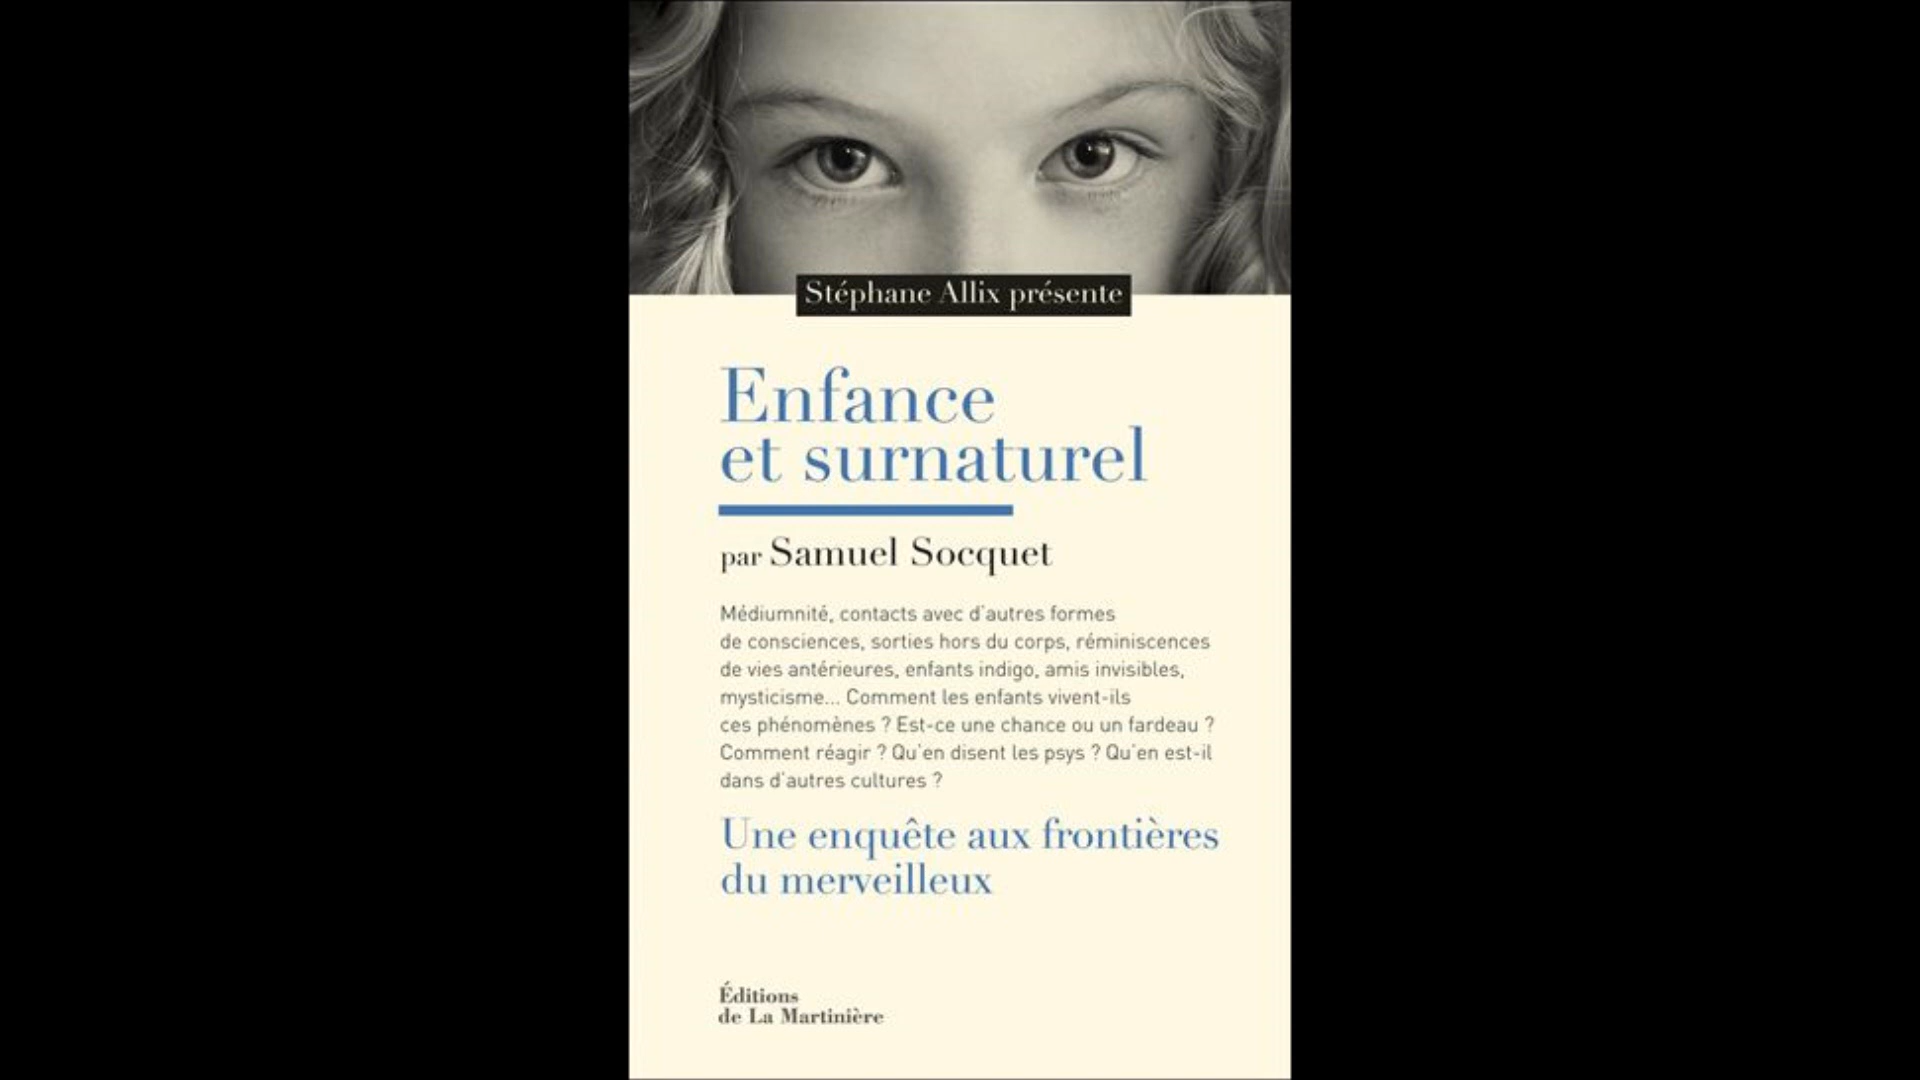 Stéphane Allix présente
Enfance
et surnaturel
par Samuel Socquet
Médiumnité, contacts avec d'autres formes
de consciences, sorties hors du corps, réminiscences
de vies antérieures, enfants indigo, amis invisibles,
mysticisme... Comment les enfants vivent-ils
ces phénomènes ? Est-ce une chance ou un fardeau ?
Comment réagir ? Qu'en disent les psys ? Qu'en est-il
dans d'autres cultures ?
Une enquête aux frontières
du merveilleux
Éditions
de La Martinière